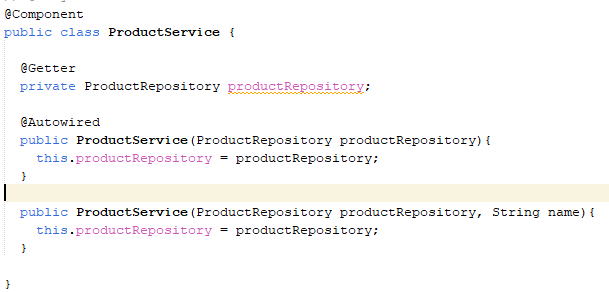 @Component
public class ProductService {
@Getter
private ProductRepository productRepository;
@Autowired
public ProductService(ProductRepository productRepository){
this.productRepository = productRepository;
}
public ProductService(ProductRepository productRepository, String name){
this.productRepository = productRepository;
}
}